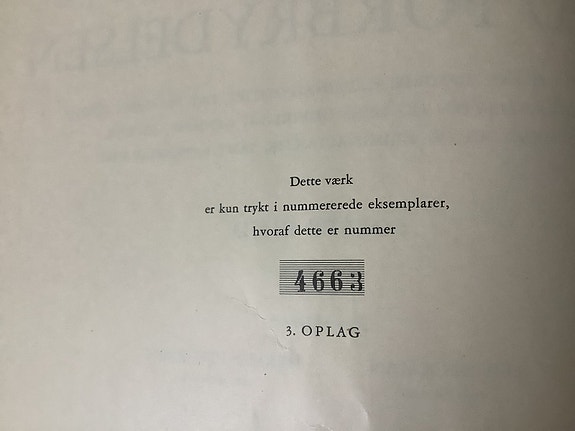 Dette værk
er kun trykt i nummererede eksemplarer,
hvoraf dette er nummer
4663
3. OPLAG